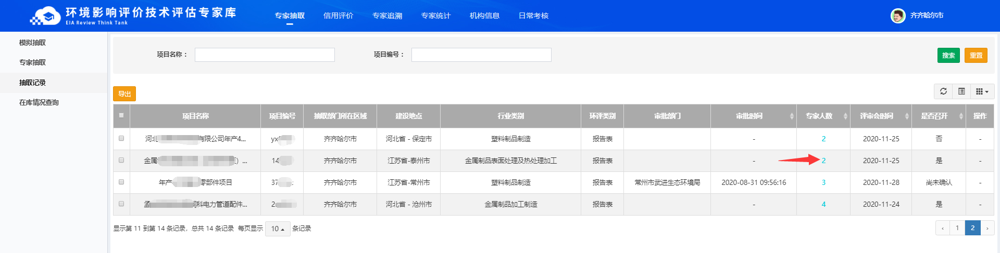 环境影响评价技术评估专家库
EIA Review Think Tank
专家抽取 信用评价 专家追溯 专家统计 机构信息 日常考核
齐齐哈尔市
模拟抽取
专家抽取
抽取记录
在库情况查询
项目名称：
项目编号：
搜索 重置
导出
项目名称 项目编号 抽取部门所在区域 建设地点 行业类别 环评类别 审批部门 审批时间 专家人数 评审会时间 是否召开 操作
河北 有限公司年产4... yx 齐齐哈尔市 河北省 - 保定市 塑料制品制造 报告表 - 2 2020-11-25 否 -
金属 ) ... 14 齐齐哈尔市 江苏省-泰州市 金属制品表面处理及热处理加工 报告表 - 2 2020-11-25 是 -
年产 零部件项目 37 齐齐哈尔市 江苏省-常州市 塑料制品制造 报告表 常州市武进生态环境局 2020-08-31 09:56:16 3 2020-11-28 尚未确认 -
孟 科电力管道配件... 2 齐齐哈尔市 河北省 - 沧州市 金属制品加工制造 报告表 - 4 2020-11-24 是 -
显示第 11 到第 14 条记录，总共 14 条记录 每页显示 10 条记录
‹ 1 2 ›